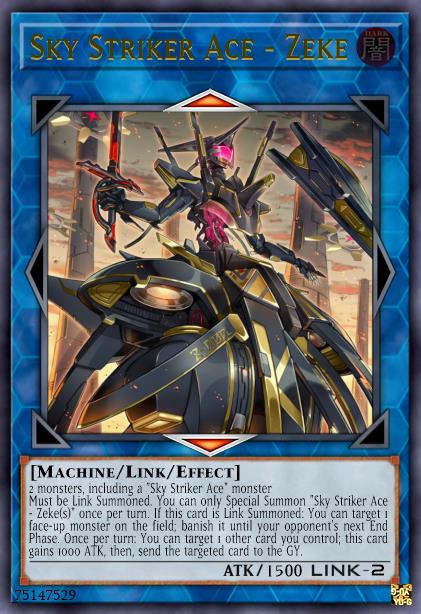 Sky Striker Ace - Zeke
DARK
闇
[Machine/Link/Effect]
2 monsters, including a "Sky Striker Ace" monster
Must be Link Summoned. You can only Special Summon "Sky Striker Ace
- Zeke(s)" once per turn. If this card is Link Summoned: You can target 1
face-up monster on the field; banish it until your opponent's next End
Phase. Once per turn: You can target 1 other card you control; this card
gains 1000 ATK, then, send the targeted card to the GY.
ATK/1500 LINK-2
75147529